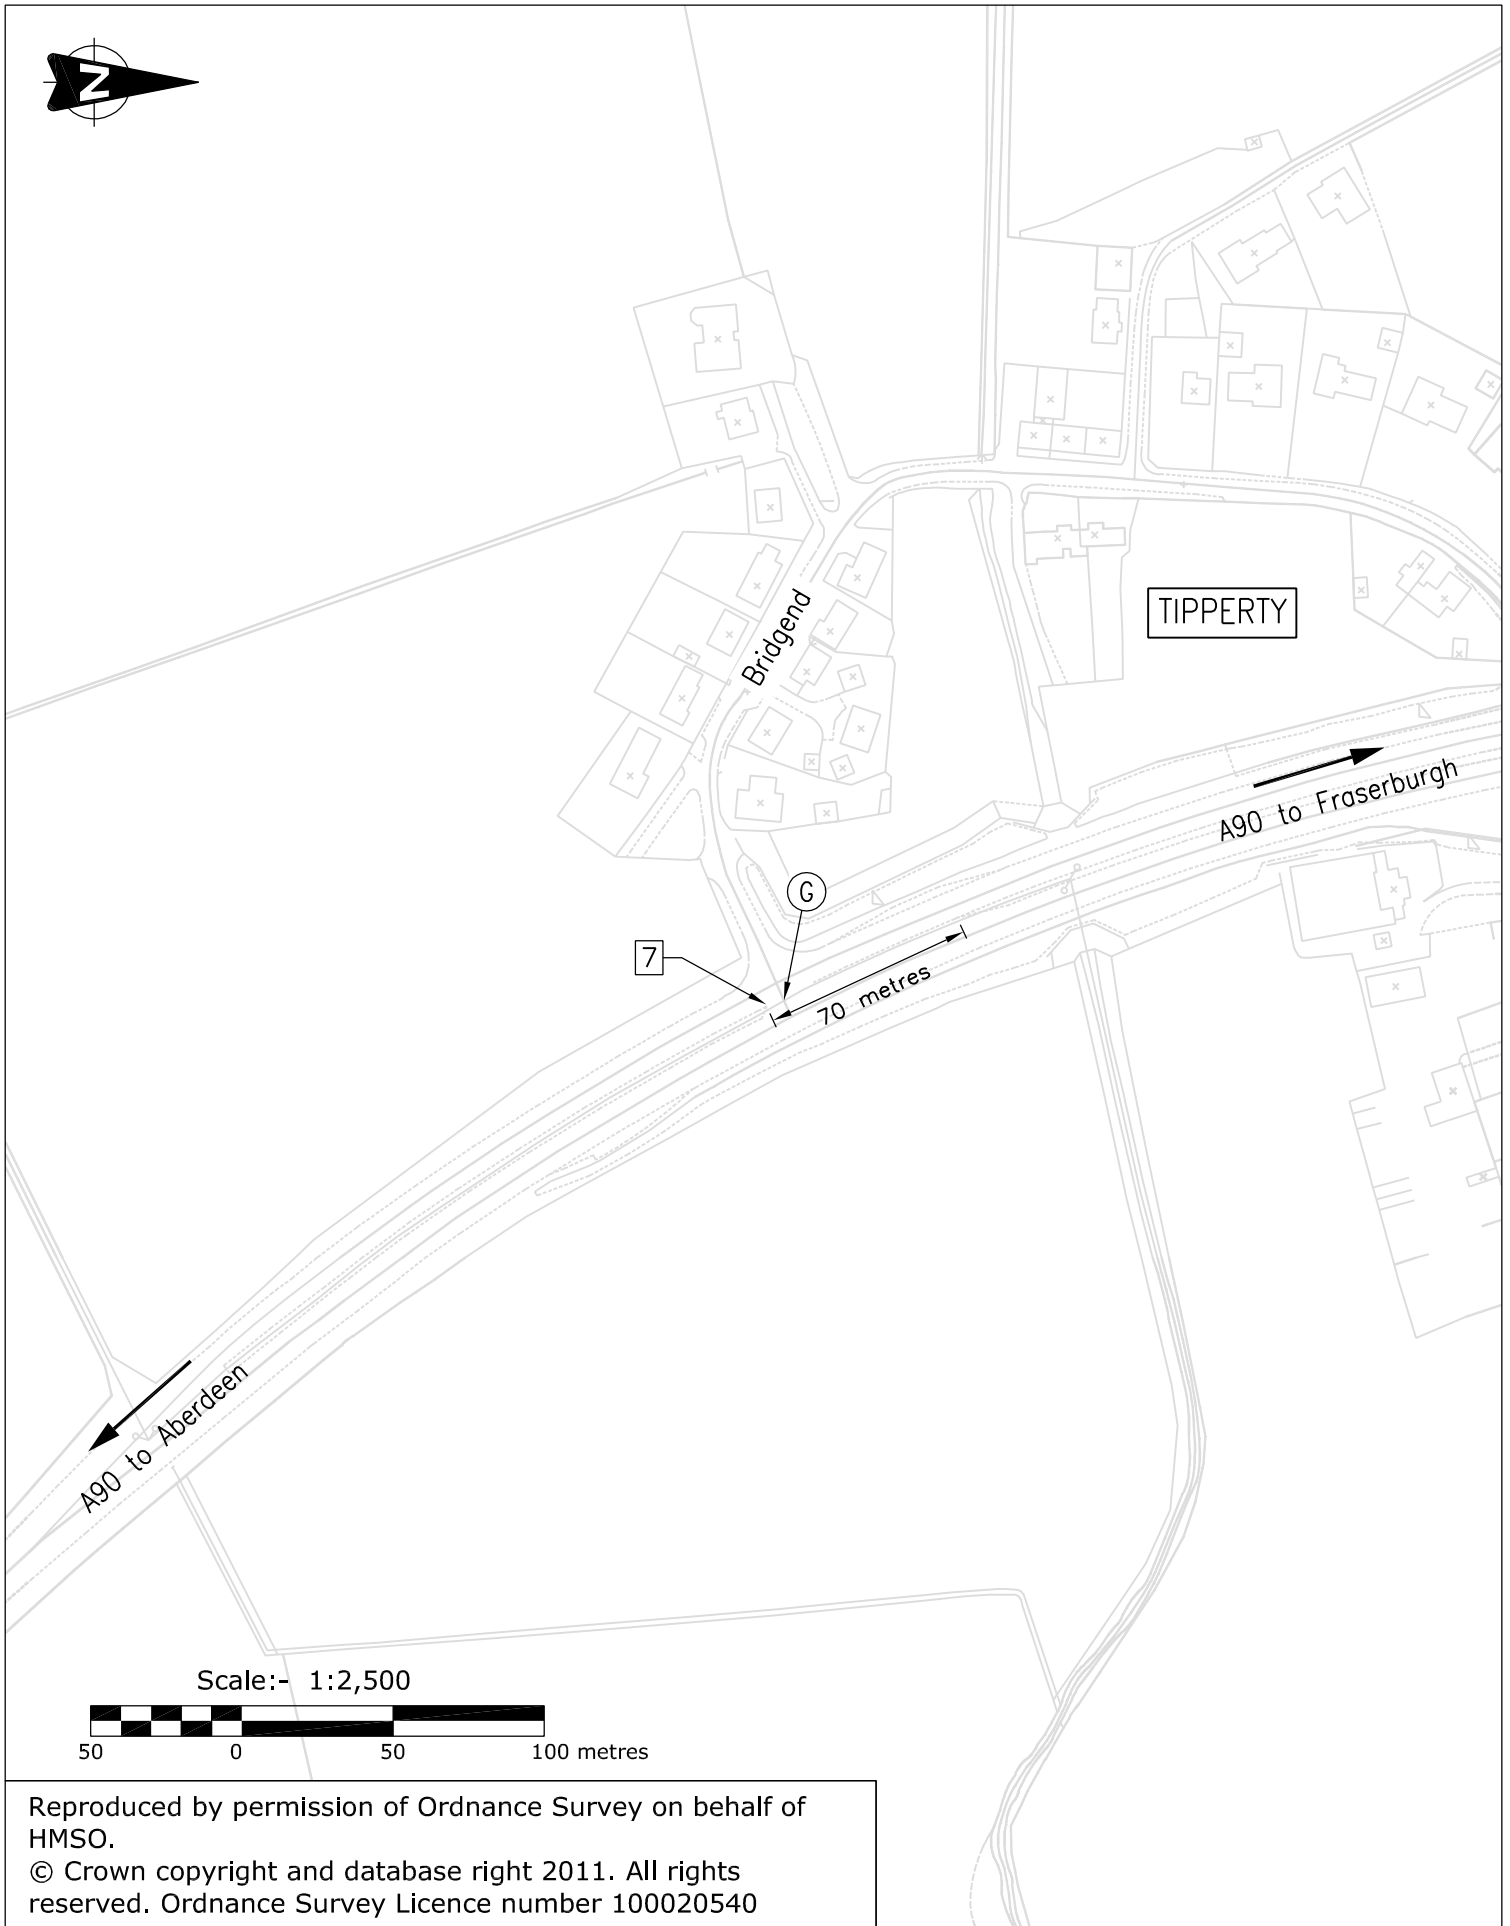 N
Bridgend
TIPPERTY
A90 to Fraserburgh
G
7
70 metres
A90 to Aberdeen
Scale:- 1:2,500
50 0 50 100 metres
Reproduced by permission of Ordnance Survey on behalf of
HMSO.
© Crown copyright and database right 2011. All rights
reserved. Ordnance Survey Licence number 100020540